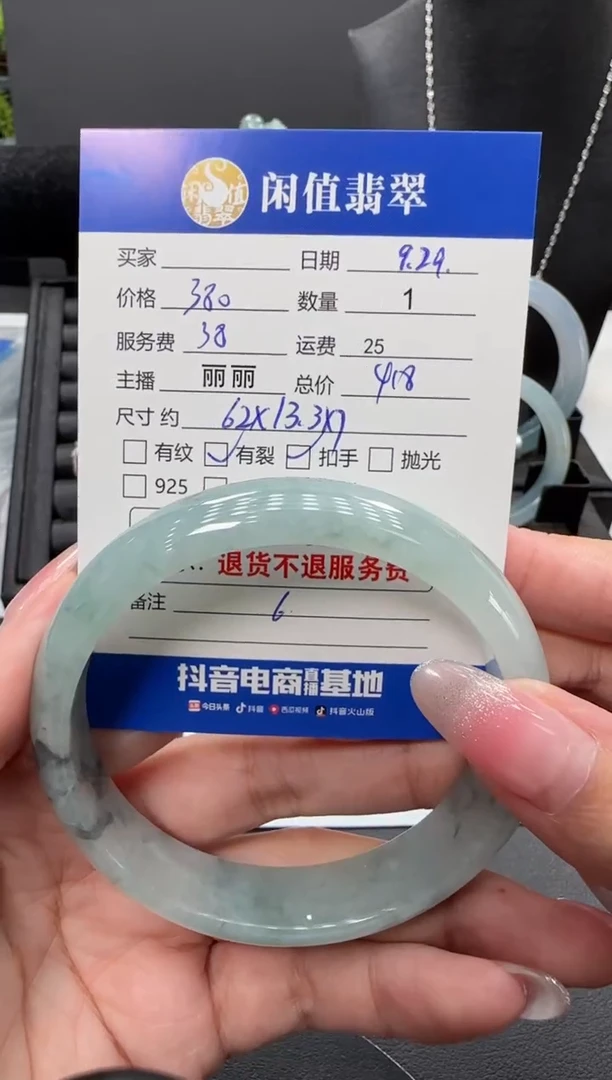 闲值翡翠
闲值翡翠
买家 日期 9.29.
价格 380 数量 1
服务费 38 运费 25
主播 丽丽 总价 418
尺寸 约 62X13.3X7
有纹 有裂 扣手 抛光
925
退货不退服务费
备注 6
抖音电商直播基地
今日头条 抖音 西瓜视频 抖音火山版